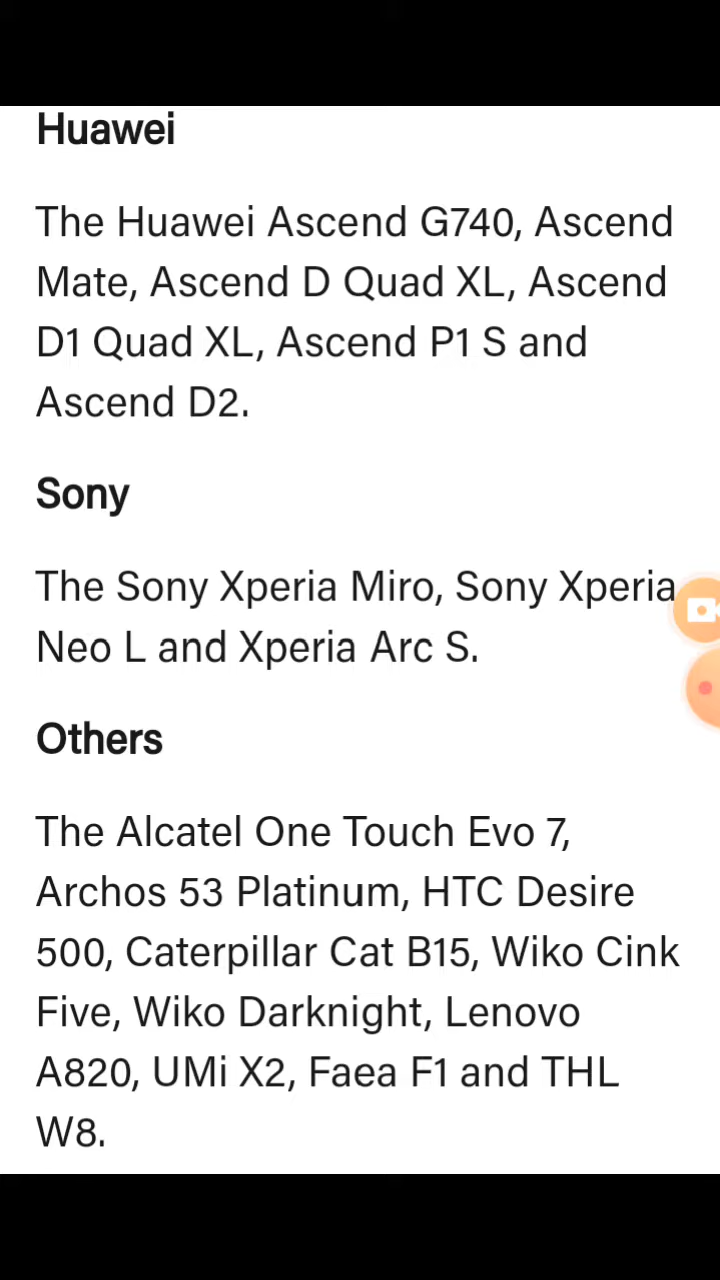 Huawei
The Huawei Ascend G740, Ascend
Mate, Ascend D Quad XL, Ascend
D1 Quad XL, Ascend P1 S and
Ascend D2.
Sony
The Sony Xperia Miro, Sony Xperia
Neo L and Xperia Arc S.
Others
The Alcatel One Touch Evo 7,
Archos 53 Platinum, HTC Desire
500, Caterpillar Cat B15, Wiko Cink
Five, Wiko Darknight, Lenovo
A820, UMi X2, Faea F1 and THL
W8.